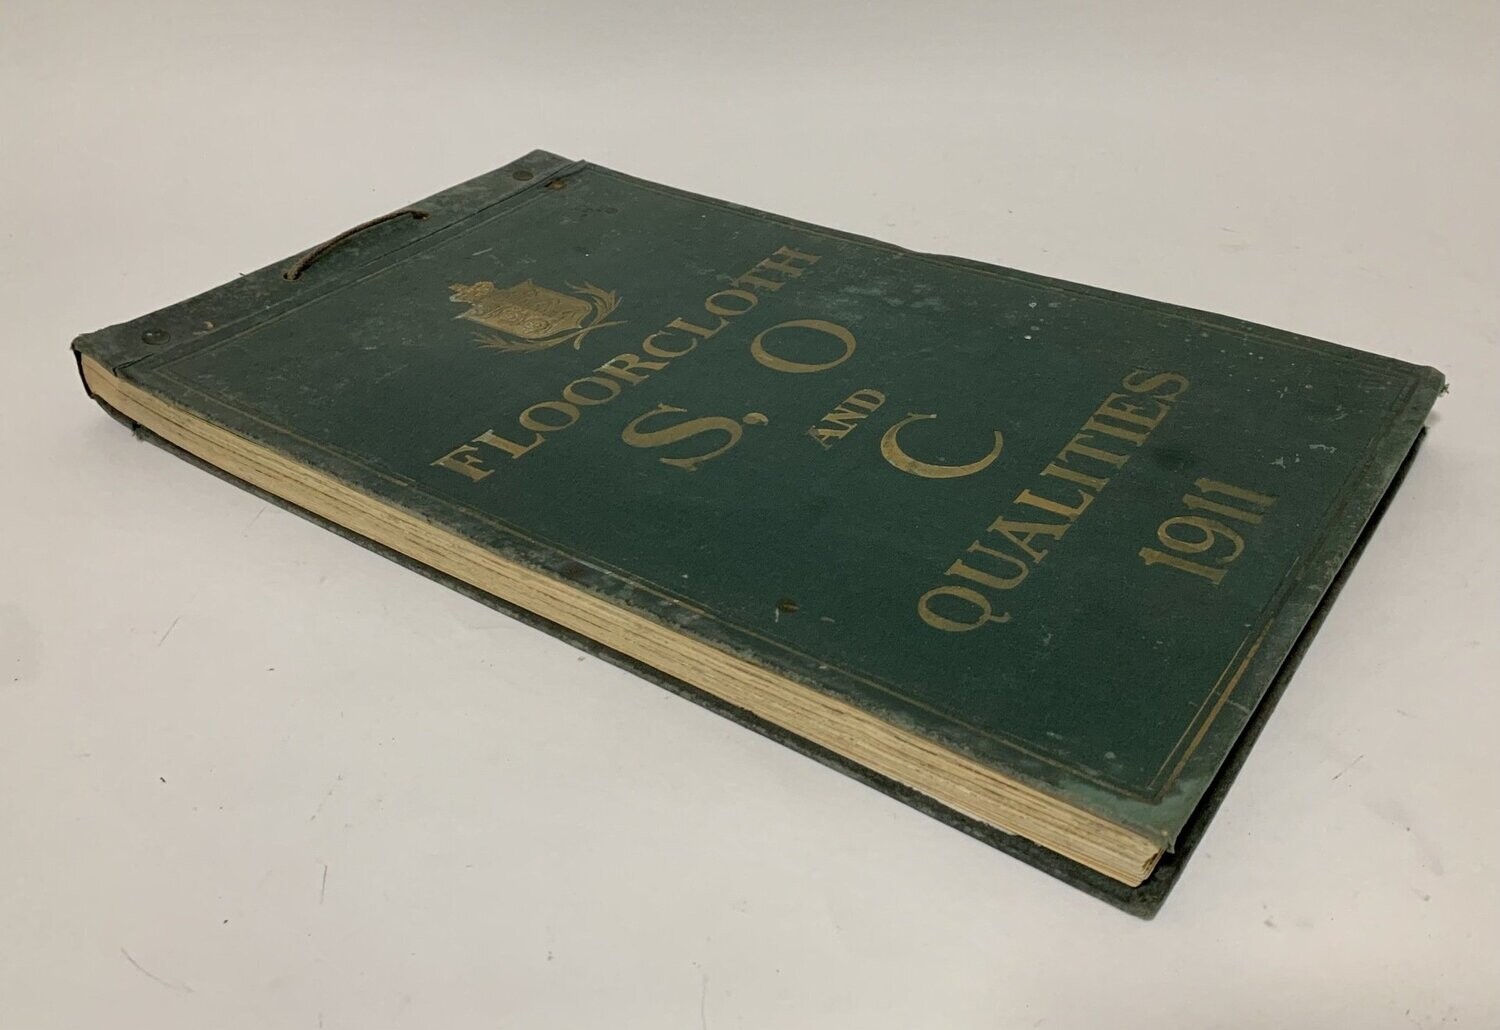 FLOORCLOTH
S, O
AND
C
QUALITIES
1911